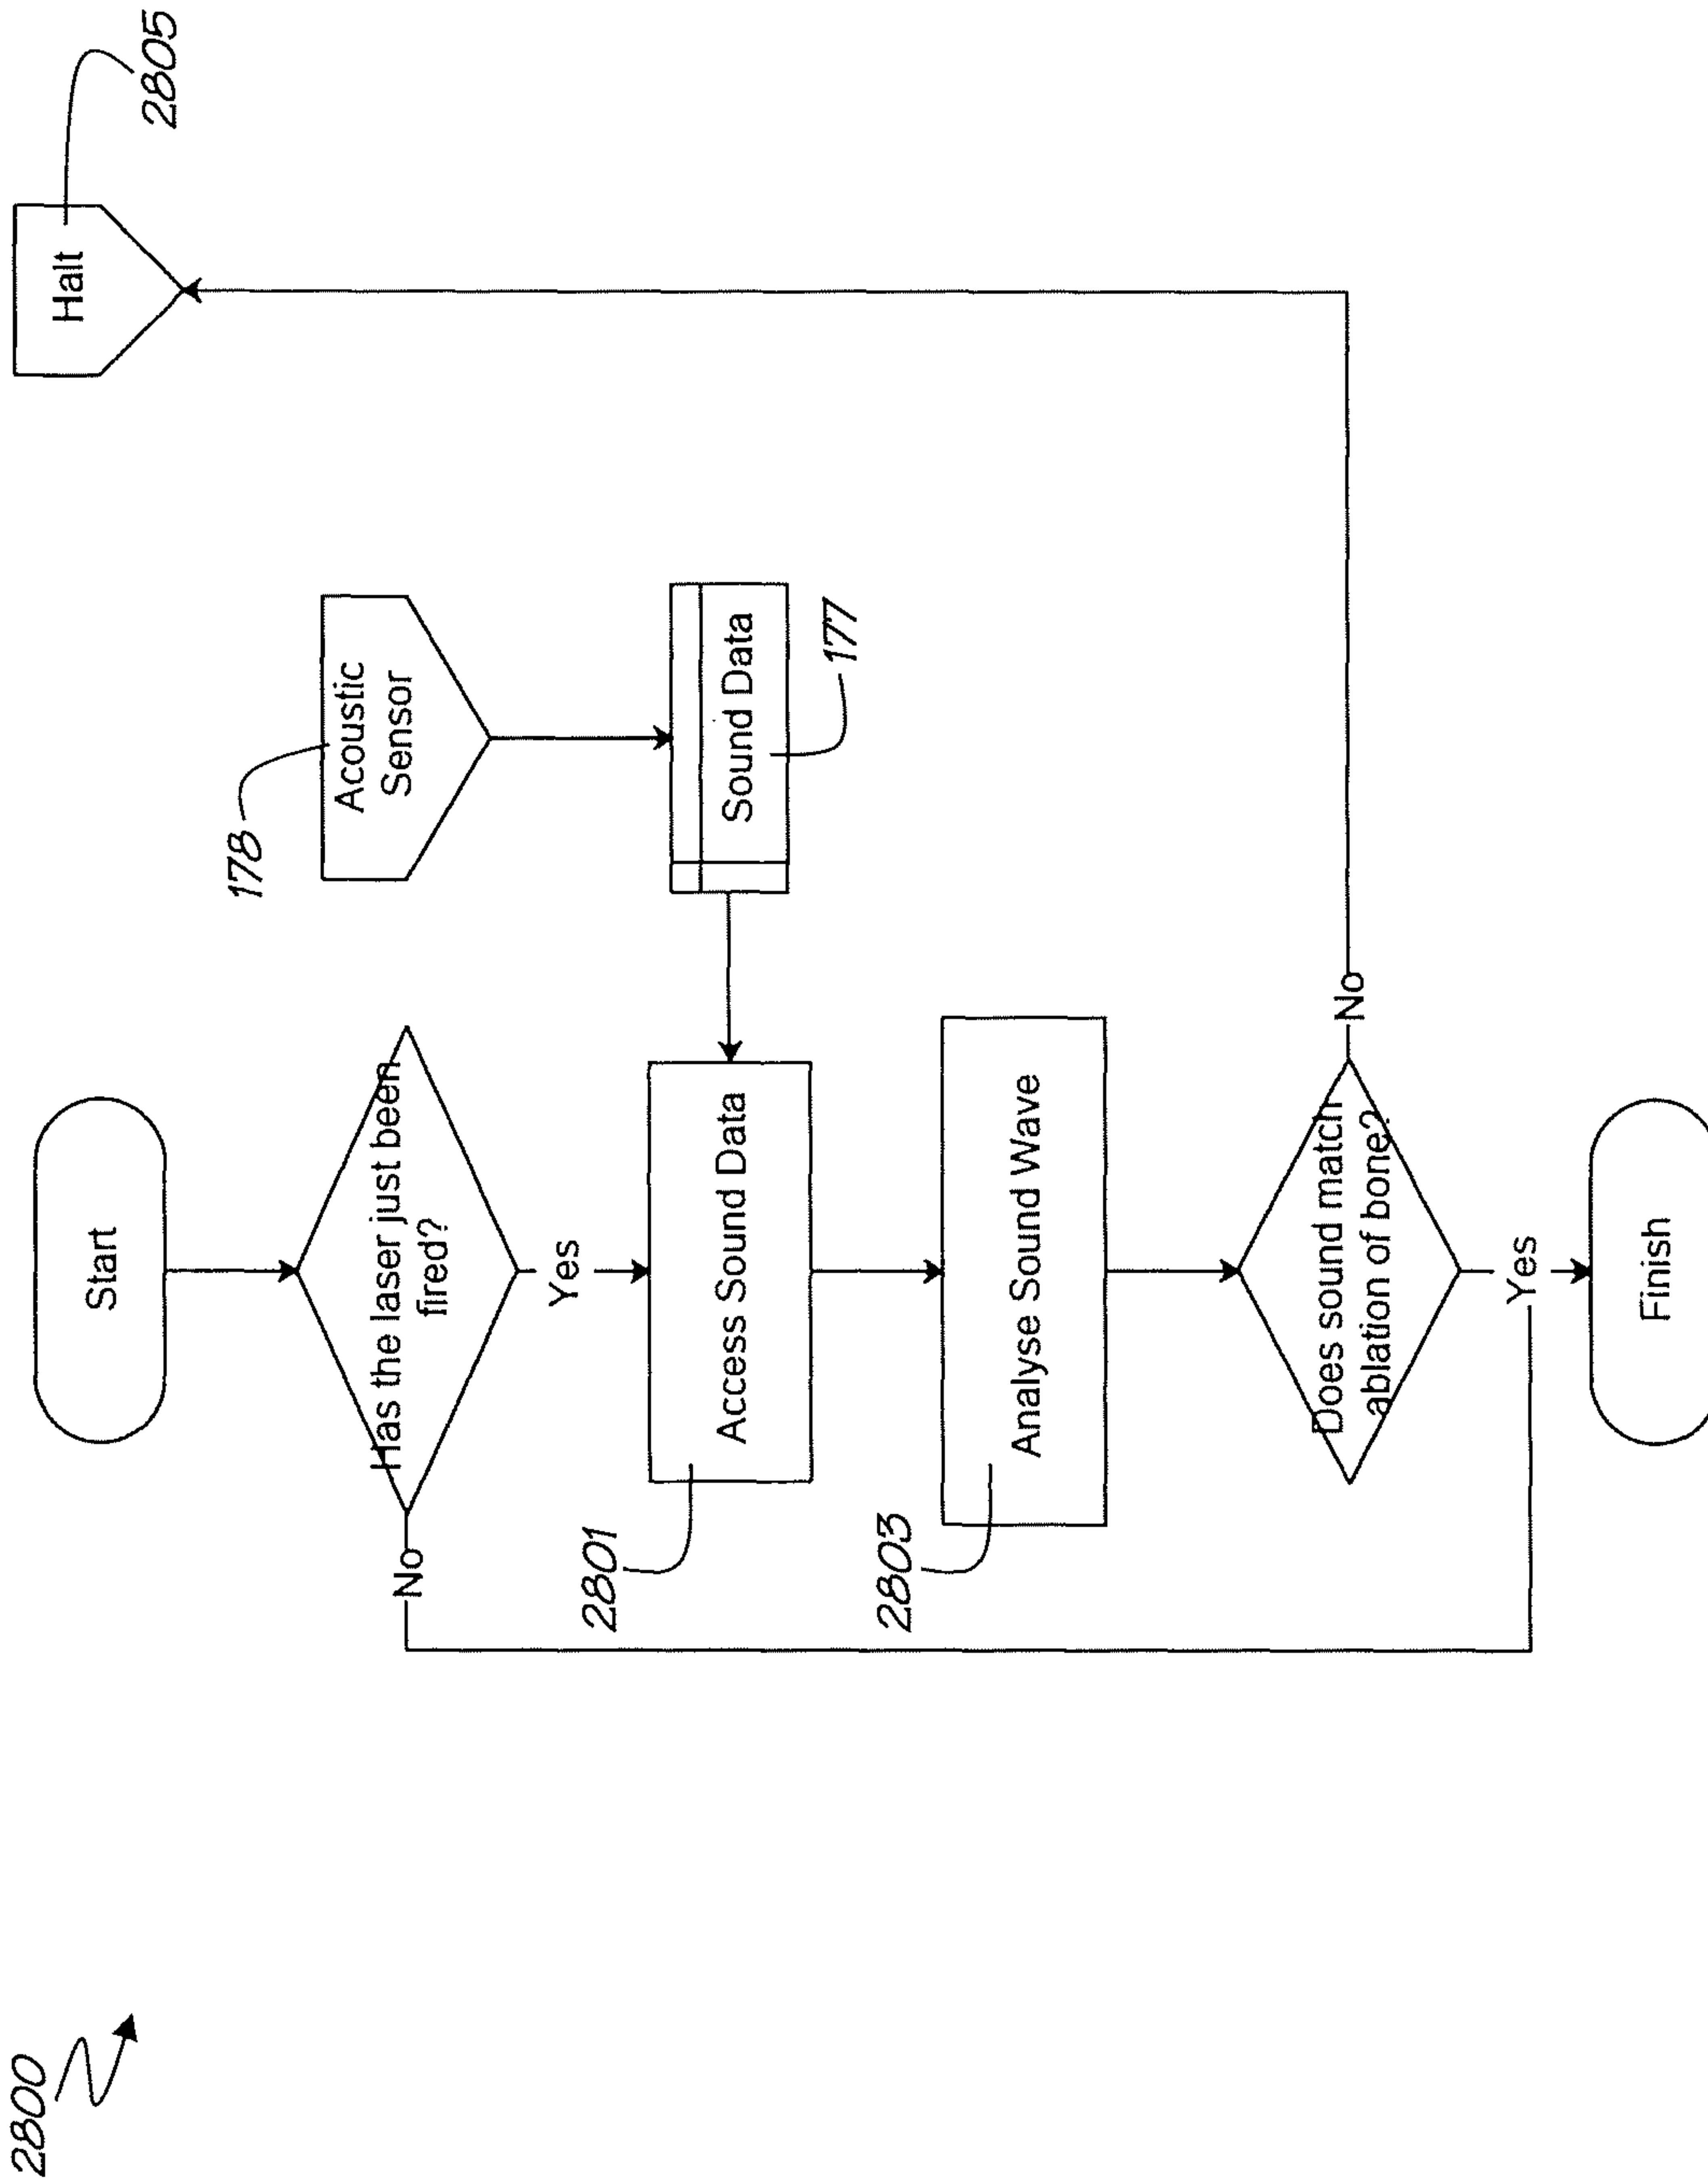 2800
Start
Halt
2805
Has the laser just been
fired?
No
Yes
178
Acoustic
Sensor
2801
Access Sound Data
Sound Data
177
2803
Analyse Sound Wave
Does sound match
ablation of bone?
No
Yes
Finish